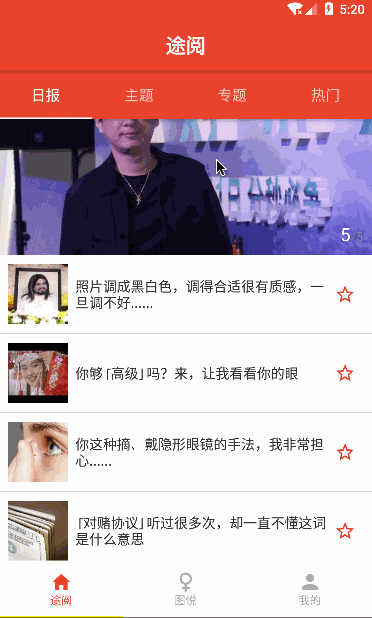 5:20
途阅
日报
主题
专题
热门
5/5
照片调成黑白色，调得合适很有质感，一
旦调不好……
你够「高级」吗？来，让我看看你的眼
你这种摘、戴隐形眼镜的手法，我非常担
心……
「对赌协议」听过很多次，却一直不懂这词
是什么意思
途阅
图悦
我的